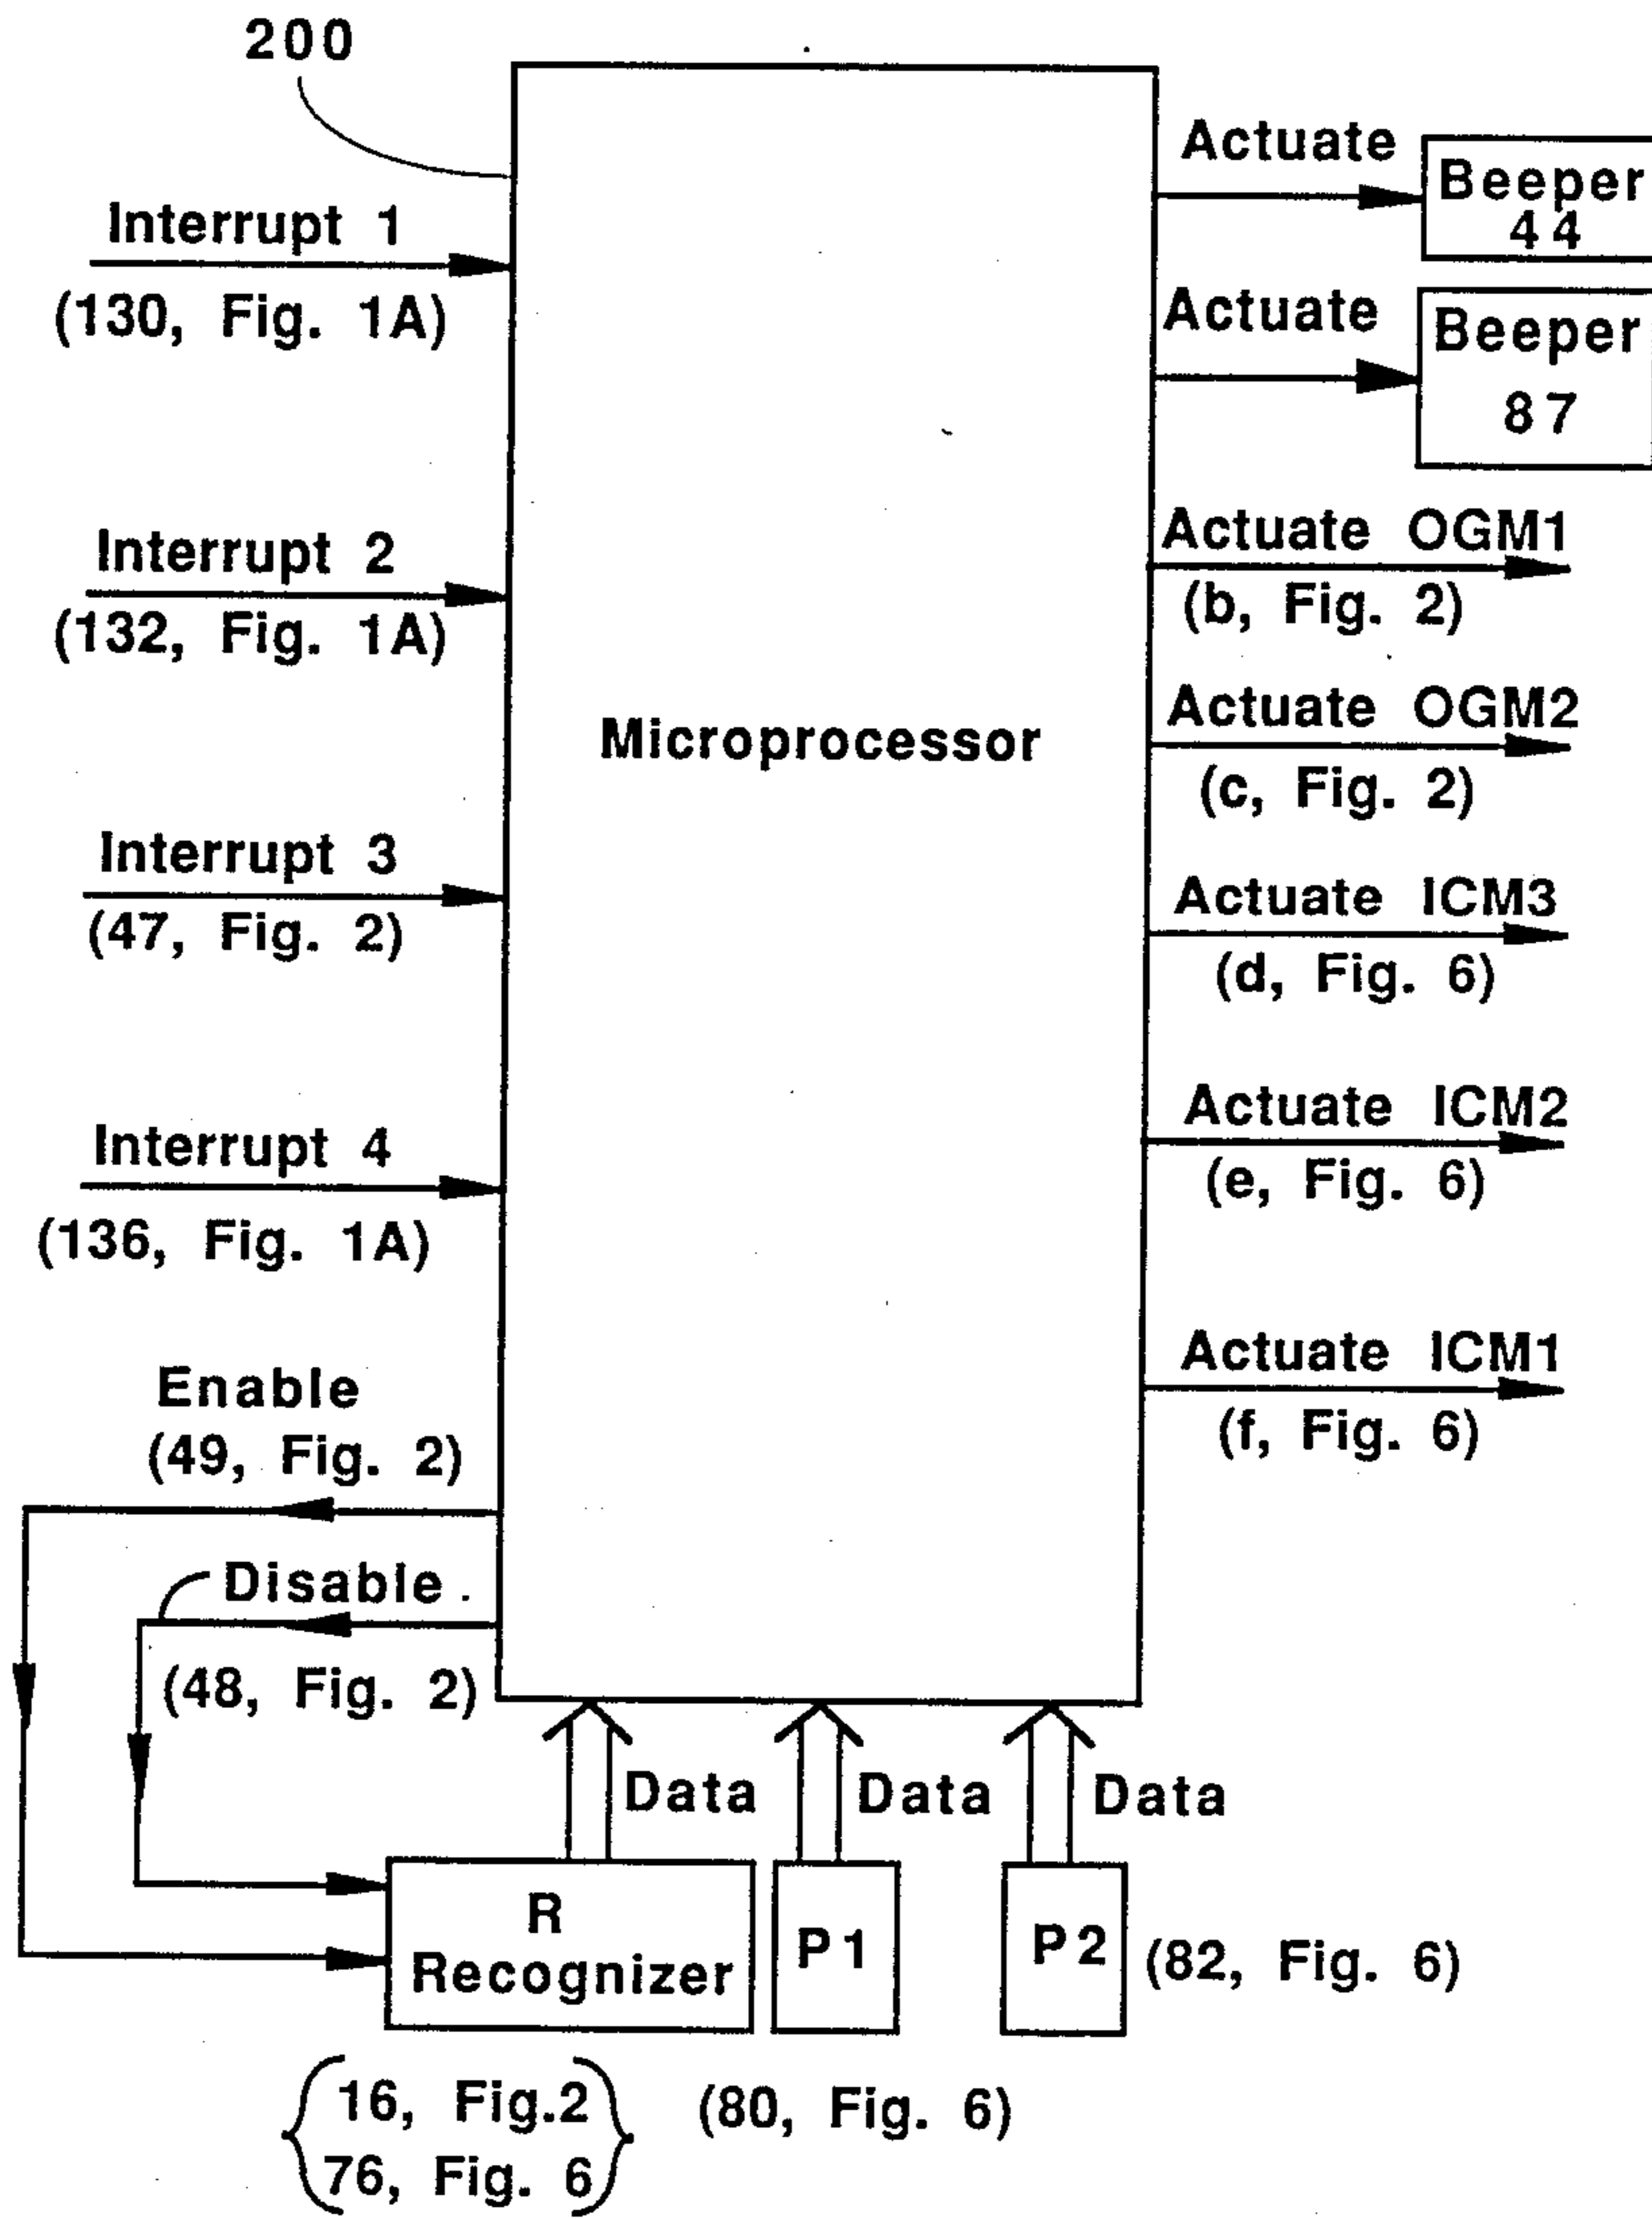 200
Interrupt 1
(130, Fig. 1A)
Interrupt 2
(132, Fig. 1A)
Interrupt 3
(47, Fig. 2)
Interrupt 4
(136, Fig. 1A)
Enable
(49, Fig. 2)
Disable
(48, Fig. 2)
Microprocessor
Actuate
Beeper
44
Actuate
Beeper
87
Actuate OGM1
(b, Fig. 2)
Actuate OGM2
(c, Fig. 2)
Actuate ICM3
(d, Fig. 6)
Actuate ICM2
(e, Fig. 6)
Actuate ICM1
(f, Fig. 6)
Data
Data
Data
R
Recognizer
P1
P2
(82, Fig. 6)
16, Fig.2
76, Fig. 6
(80, Fig. 6)